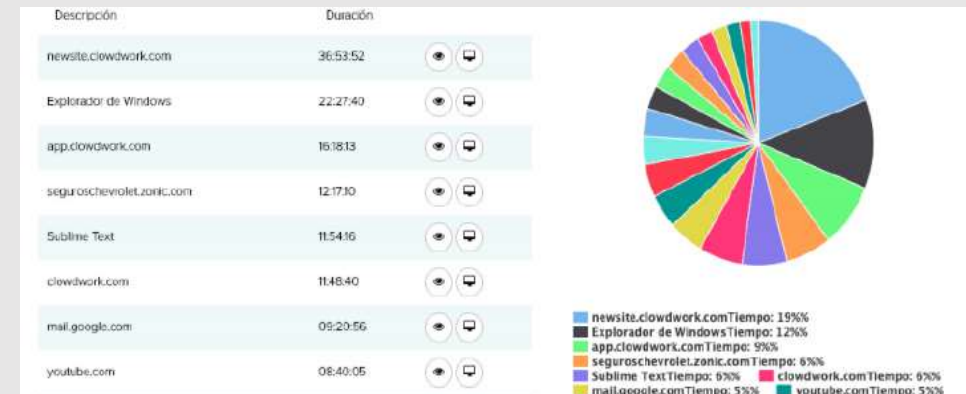 Descripción Duración
newsite.clowdwork.com 36:53:52
Explorador de Windows 22:27:40
app.clowdwork.com 16:18:13
seguroschevrolet.zonic.com 12:17:10
Sublime Text 11:54:16
clowdwork.com 11:48:40
mail.google.com 09:20:56
youtube.com 08:40:05
newsite.clowdwork.comTiempo: 19%%
Explorador de WindowsTiempo: 12%%
app.clowdwork.comTiempo: 9%%
seguroschevrolet.zonic.comTiempo: 6%%
Sublime TextTiempo: 6%% clowdwork.comTiempo: 6%%
mail.google.comTiempo: 5%% youtube.comTiempo: 5%%